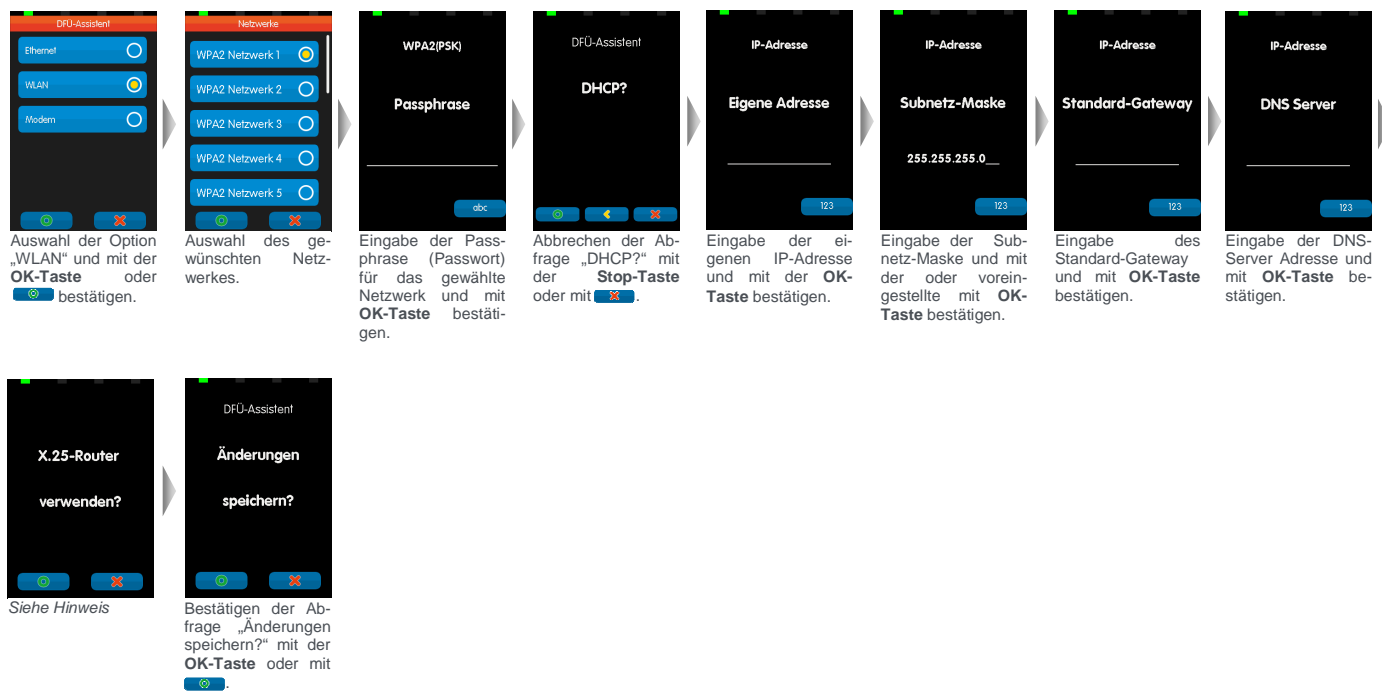 DFÜ-Assistent
Ethernet
WLAN
Modem
Auswahl der Option
„WLAN“ und mit der
OK-Taste oder
bestätigen.
Netzwerke
WPA2 Netzwerk 1
WPA2 Netzwerk 2
WPA2 Netzwerk 3
WPA2 Netzwerk 4
WPA2 Netzwerk 5
Auswahl des ge-
wünschten Netz-
werkes.
WPA2(PSK)
Passphrase
abc
Eingabe der Pass-
phrase (Passwort)
für das gewählte
Netzwerk und mit
OK-Taste bestäti-
gen.
DFÜ-Assistent
DHCP?
Abbrechen der Ab-
frage „DHCP?“ mit
der Stop-Taste
oder mit .
IP-Adresse
Eigene Adresse
123
Eingabe der ei-
genen IP-Adresse
und mit der OK-
Taste bestätigen.
IP-Adresse
Subnetz-Maske
255.255.255.0__
123
Eingabe der Sub-
netz-Maske und mit
der oder vorein-
gestellte mit OK-
Taste bestätigen.
IP-Adresse
Standard-Gateway
123
Eingabe des
Standard-Gateway
und mit OK-Taste
bestätigen.
IP-Adresse
DNS Server
123
Eingabe der DNS-
Server Adresse und
mit OK-Taste be-
stätigen.
X.25-Router
verwenden?
Siehe Hinweis
DFÜ-Assistent
Änderungen
speichern?
Bestätigen der Ab-
frage „Änderungen
speichern?“ mit der
OK-Taste oder mit
.